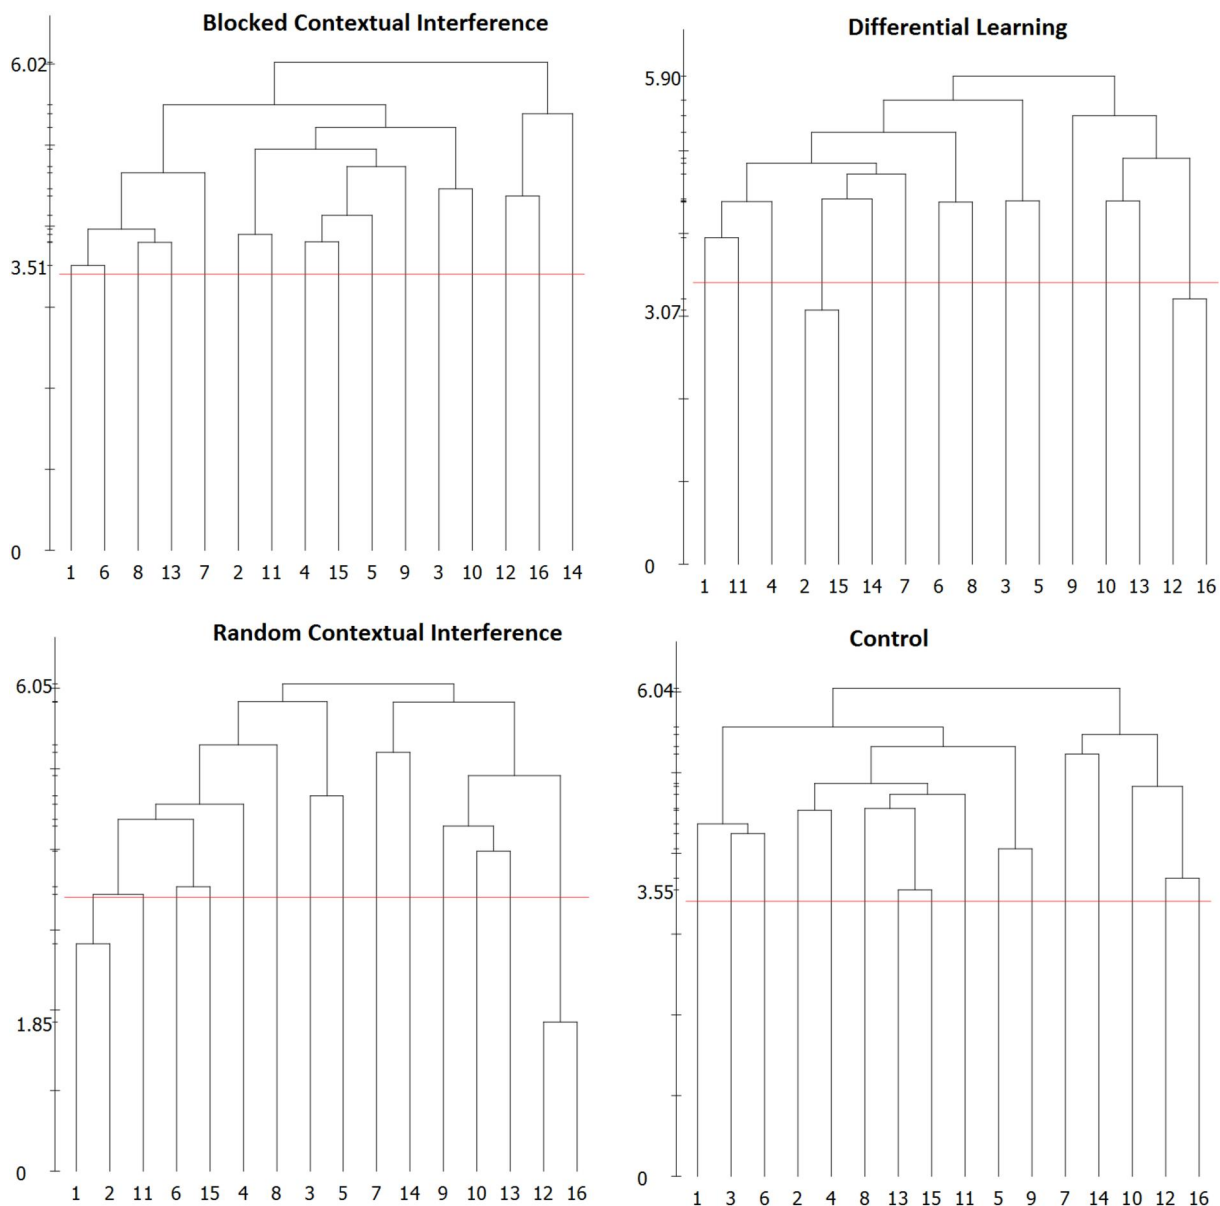 Blocked Contextual Interference
6.02
3.51
0
1 6 8 13 7 2 11 4 15 5 9 3 10 12 16 14
Differential Learning
5.90
3.07
0
1 11 4 2 15 14 7 6 8 3 5 9 10 13 12 16
Random Contextual Interference
6.05
1.85
0
1 2 11 6 15 4 8 3 5 7 14 9 10 13 12 16
Control
6.04
3.55
0
1 3 6 2 4 8 13 15 11 5 9 7 14 10 12 16